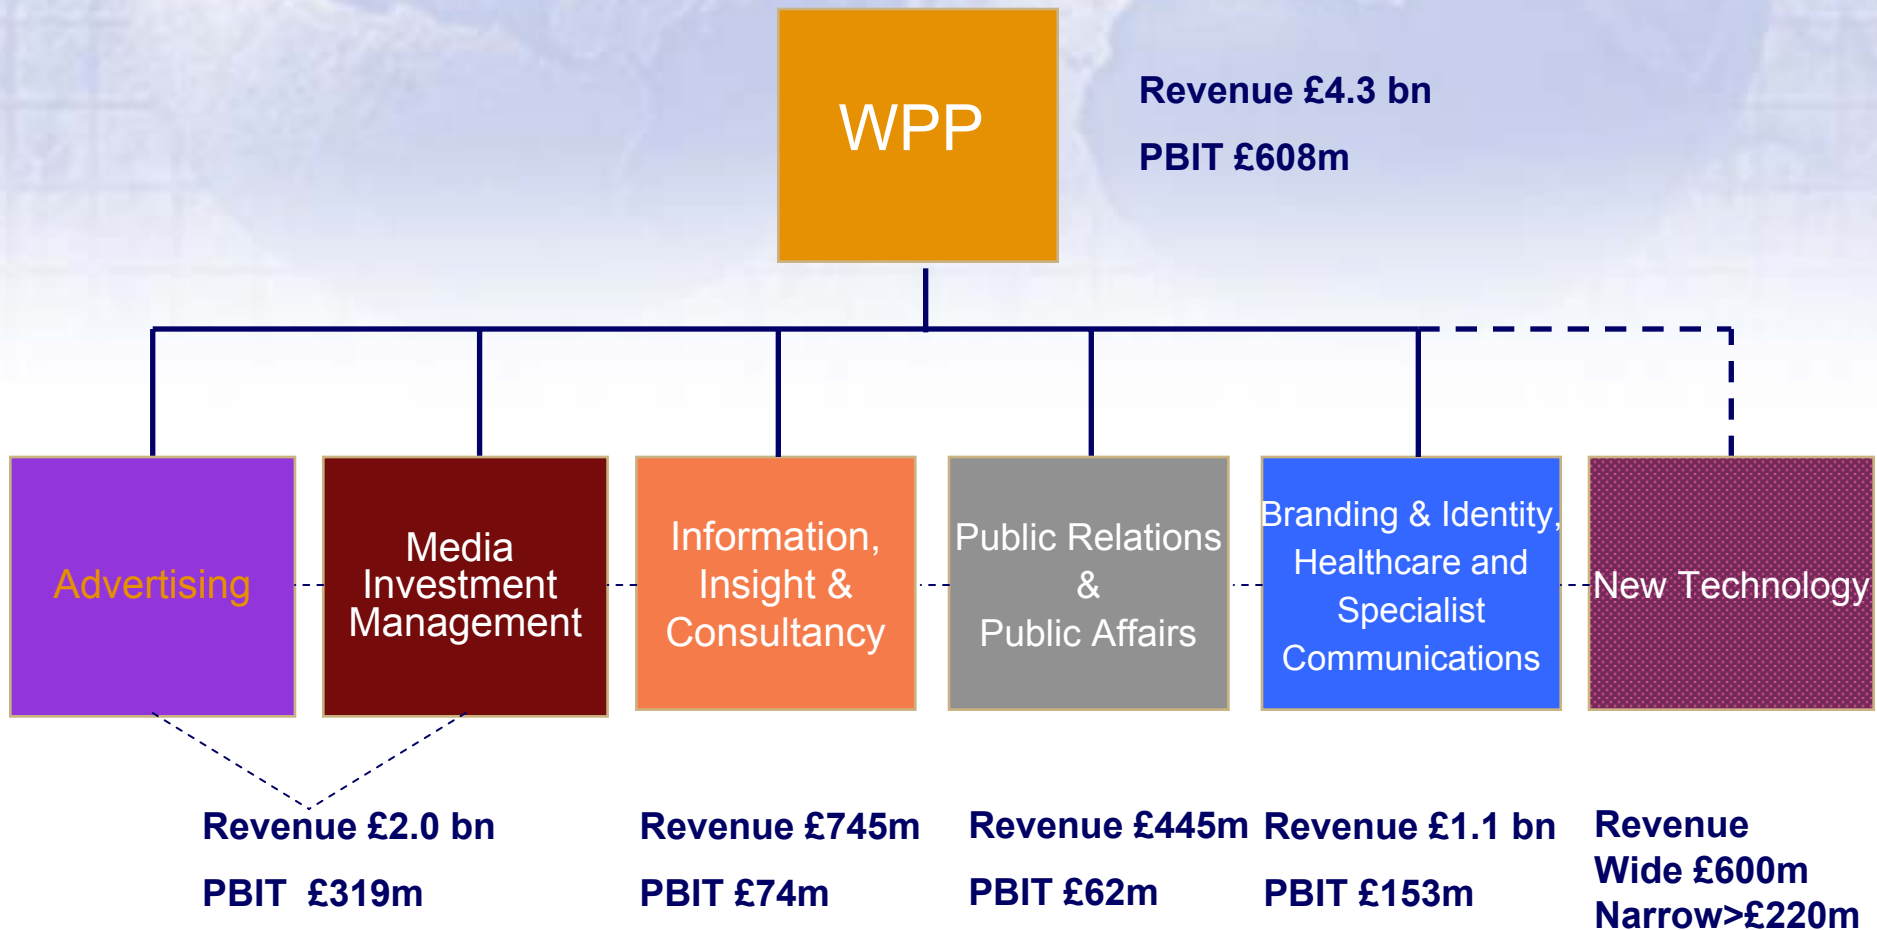 WPP
Revenue £4.3 bn
PBIT £608m
Advertising
Media
Investment
Management
Information,
Insight &
Consultancy
Public Relations
&
Public Affairs
Branding & Identity,
Healthcare and
Specialist
Communications
New Technology
Revenue £2.0 bn
PBIT £319m
Revenue £745m
PBIT £74m
Revenue £445m
PBIT £62m
Revenue £1.1 bn
PBIT £153m
Revenue
Wide £600m
Narrow>£220m